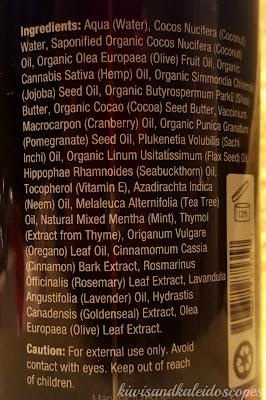 Ingredients: Aqua (Water), Cocos Nucifera (Coconut)
Water, Saponified Organic Cocos Nucifera (Coconut)
Oil, Organic Olea Europaea (Olive) Fruit Oil, Organic
Cannabis Sativa (Hemp) Oil, Organic Simmondia Chinensis
(Jojoba) Seed Oil, Organic Butyrospermum Parkii (Shea)
Butter, Organic Cocao (Cocoa) Seed Butter, Vaccinium
Macrocarpon (Cranberry) Oil, Organic Punica Granatum
(Pomegranate) Seed Oil, Plukenetia Volubilis (Sacha
Inchi) Oil, Organic Linum Usitatissimum (Flax Seed) Oil,
Hippophae Rhamnoides (Seabuckthorn) Oil,
Tocopherol (Vitamin E), Azadirachta Indica
(Neem) Oil, Melaleuca Alternifolia (Tea Tree)
Oil, Natural Mixed Mentha (Mint), Thymol
(Extract from Thyme), Origanum Vulgare
(Oregano) Leaf Oil, Cinnamomum Cassia
(Cinnamon) Bark Extract, Rosmarinus
Officinalis (Rosemary) Leaf Extract, Lavandula
Angustifolia (Lavender) Oil, Hydrastis
Canadensis (Goldenseal) Extract, Olea
Europaea (Olive) Leaf Extract.
Caution: For external use only. Avoid
contact with eyes. Keep out of reach
of children.
12M
kiwisandkaleidoscopes